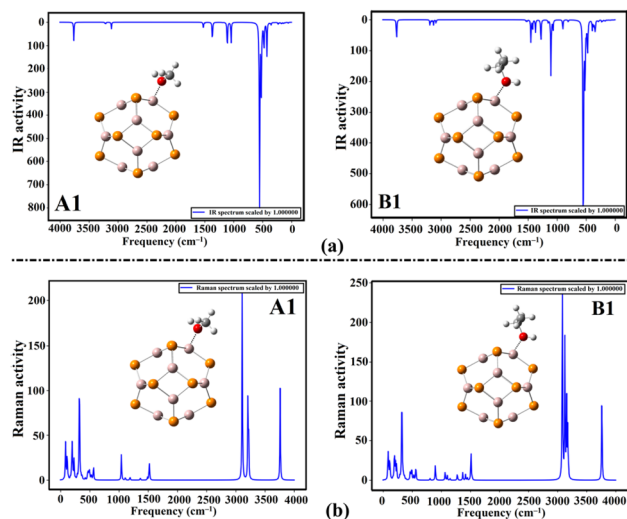 0
100
200
300
400
500
600
700
800
IR activity
A1
IR spectrum scaled by 1.000000
4000 3500 3000 2500 2000 1500 1000 500 0
Frequency (cm⁻¹)
0
100
200
300
400
500
600
IR activity
B1
IR spectrum scaled by 1.000000
4000 3500 3000 2500 2000 1500 1000 500 0
Frequency (cm⁻¹)
(a)
200
150
100
50
0
Raman activity
Raman spectrum scaled by 1.000000
A1
0 500 1000 1500 2000 2500 3000 3500 4000
Frequency (cm⁻¹)
250
200
150
100
50
0
Raman activity
Raman spectrum scaled by 1.000000
B1
0 500 1000 1500 2000 2500 3000 3500 4000
Frequency (cm⁻¹)
(b)